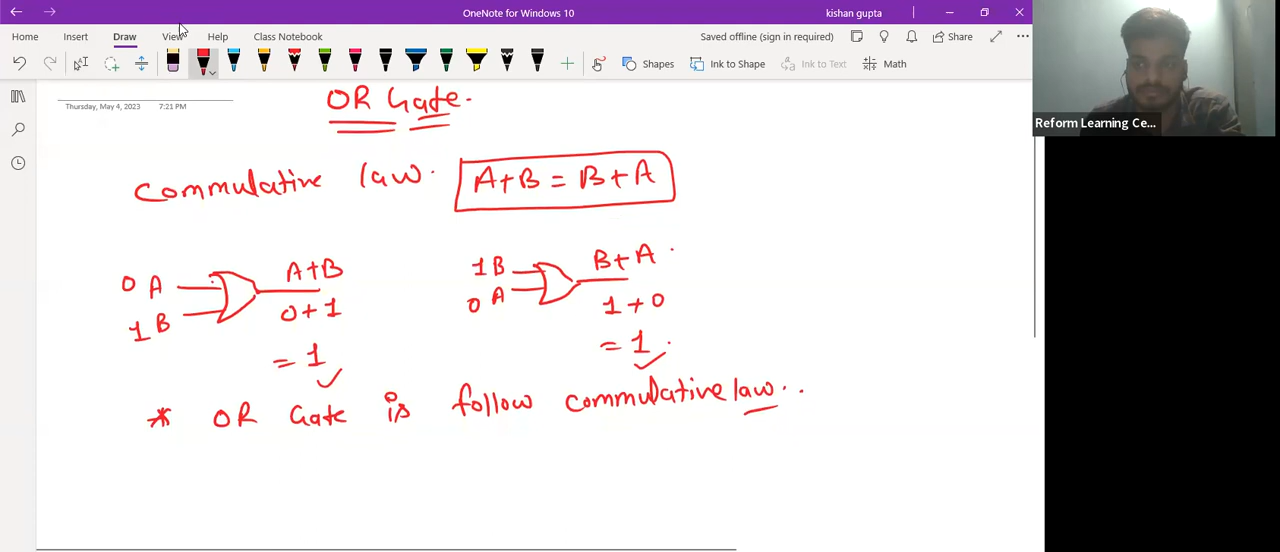 OneNote for Windows 10
kishan gupta
Home Insert Draw View Help Class Notebook
Saved offline (sign in required)
Share
Shapes
Ink to Shape
Ink to Text
Math
Thursday, May 4, 2023 7:21 PM
OR Gate.
Commulative law. A+B = B+A
0 A
1 B
A+B
0+1
= 1
1 B
0 A
B+A
1+0
= 1
* OR Gate is follow commulative law..
Reform Learning Ce...